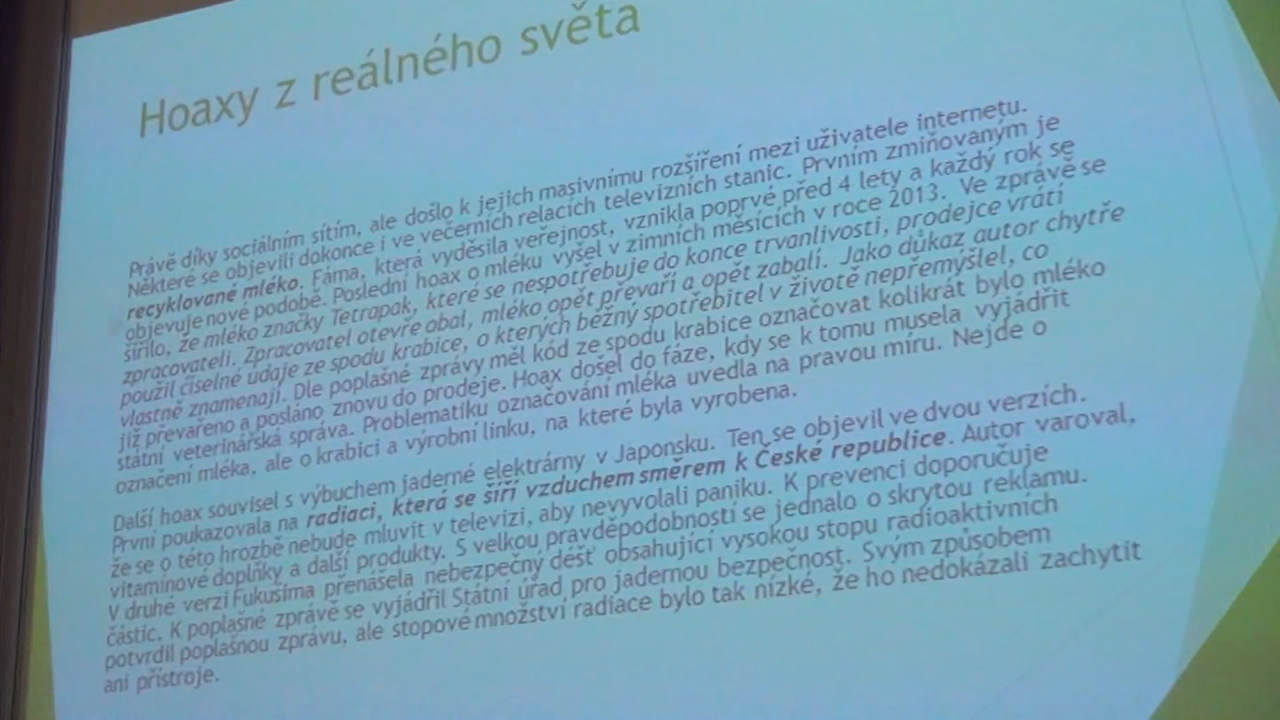 Hoaxy z reálného světa
Právě díky sociálním sítím, ale došlo k jejich masivnímu rozšíření mezi uživatele internetu.
Některé se objevili dokonce i ve večerních relacích televizních stanic. Prvním zmiňovaným je
recyklované mléko. Fáma, která vyděsila veřejnost, vznikla poprvé před 4 lety a každý rok se
objevuje nové podobě. Poslední hoax o mléku vyšel v zimních měsících v roce 2013. Ve zprávě se
šířilo, že mléko značky Tetrapak, které se nespotřebuje do konce trvanlivosti, prodejce vrátí
zpracovateli. Zpracovatel otevře obal, mléko opět převaří a opět zabalí. Jako důkaz autor chytře
použil číselné údaje ze spodu krabice, o kterých běžný spotřebitel v životě nepřemýšlel, co
vlastně znamenají. Dle poplašné zprávy měl kód ze spodu krabice označovat kolikrát bylo mléko
již převařeno a posláno znovu do prodeje. Hoax došel do fáze, kdy se k tomu musela vyjádřit
státní veterinářská správa. Problematiku označování mléka uvedla na pravou míru. Nejde o
označení mléka, ale o krabici a výrobní linku, na které byla vyrobena.
Další hoax souvisel s výbuchem jaderné elektrárny v Japonsku. Ten se objevil ve dvou verzích.
První poukazovala na radiaci, která se šíří vzduchem směrem k České republice. Autor varoval,
že se o této hrozbě nebude mluvit v televizi, aby nevyvolali paniku. K prevenci doporučuje
vitamínové doplňky a další produkty. S velkou pravděpodobností se jednalo o skrytou reklamu.
V druhé verzi Fukušima přenášela nebezpečný déšť obsahující vysokou stopu radioaktivních
částic. K poplašné zprávě se vyjádřil Státní úřad pro jadernou bezpečnost. Svým způsobem
potvrdil poplašnou zprávu, ale stopové množství radiace bylo tak nízké, že ho nedokázali zachytit
ani přístroje.